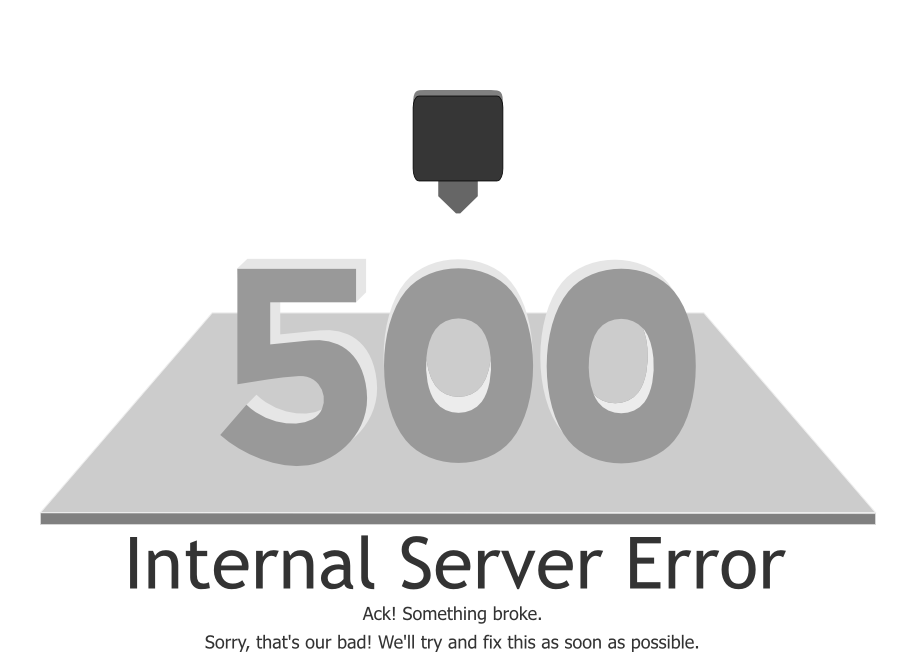 500
Internal Server Error
Ack! Something broke.
Sorry, that's our bad! We'll try and fix this as soon as possible.